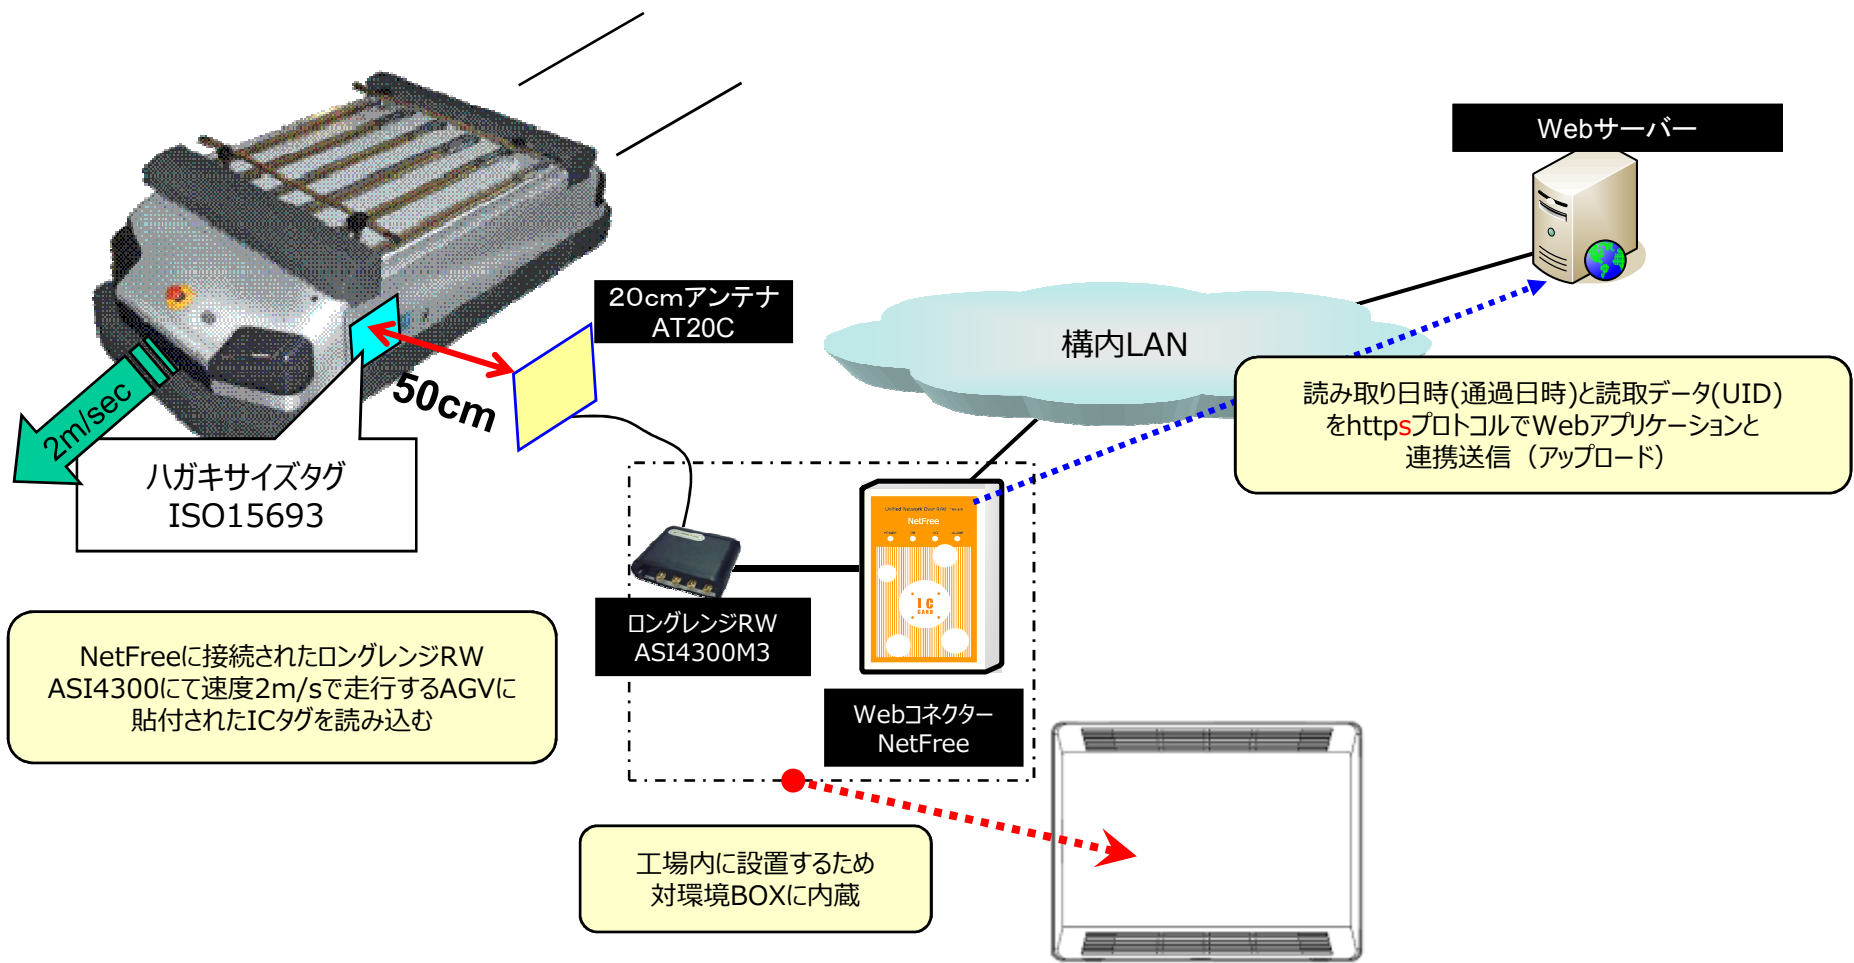 Webサーバー
20cmアンテナ
AT20C
構内LAN
50cm
2m/sec
読み取り日時(通過日時)と読取データ(UID)
をhttpsプロトコルでWebアプリケーションと
連携送信（アップロード）
ハガキサイズタグ
ISO15693
NetFree
I C
CARD
ロングレンジRW
ASI4300M3
NetFreeに接続されたロングレンジRW
ASI4300にて速度2m/sで走行するAGVに
貼付されたICタグを読み込む
Webコネクター
NetFree
工場内に設置するため
対環境BOXに内蔵